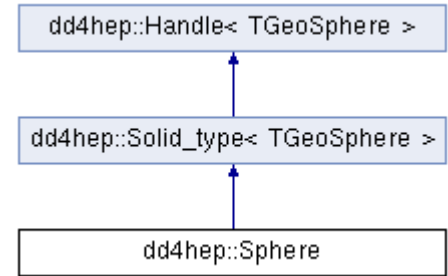 dd4hep::Handle< TGeoSphere >
dd4hep::Solid_type< TGeoSphere >
dd4hep::Sphere